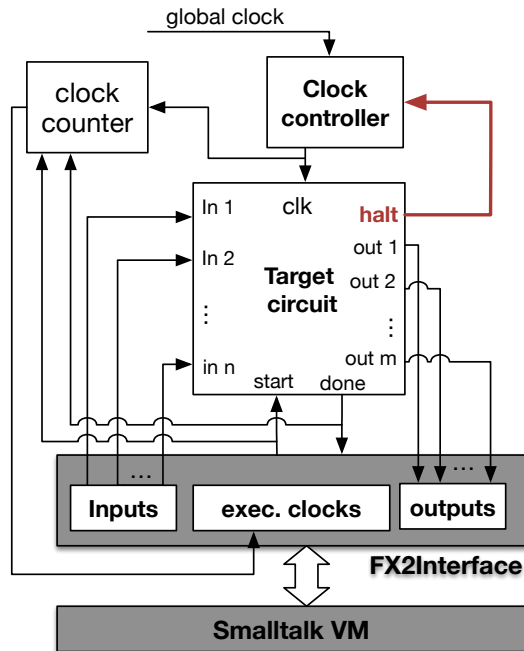 global clock
clock
counter
Clock
controller
In 1
clk
halt
out 1
In 2
out 2
Target
circuit
⋮
⋮
in n
out m
start
done
...
...
Inputs
exec. clocks
outputs
FX2Interface
Smalltalk VM